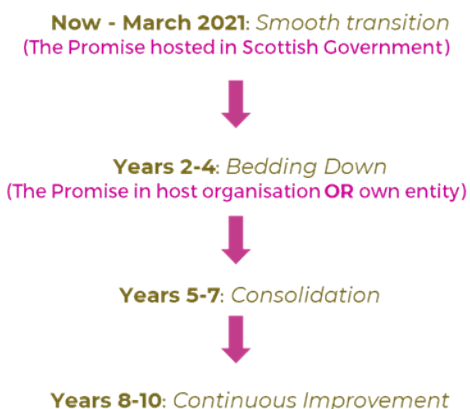 Now - March 2021: Smooth transition
(The Promise hosted in Scottish Government)
Years 2-4: Bedding Down
(The Promise in host organisation OR own entity)
Years 5-7: Consolidation
Years 8-10: Continuous Improvement